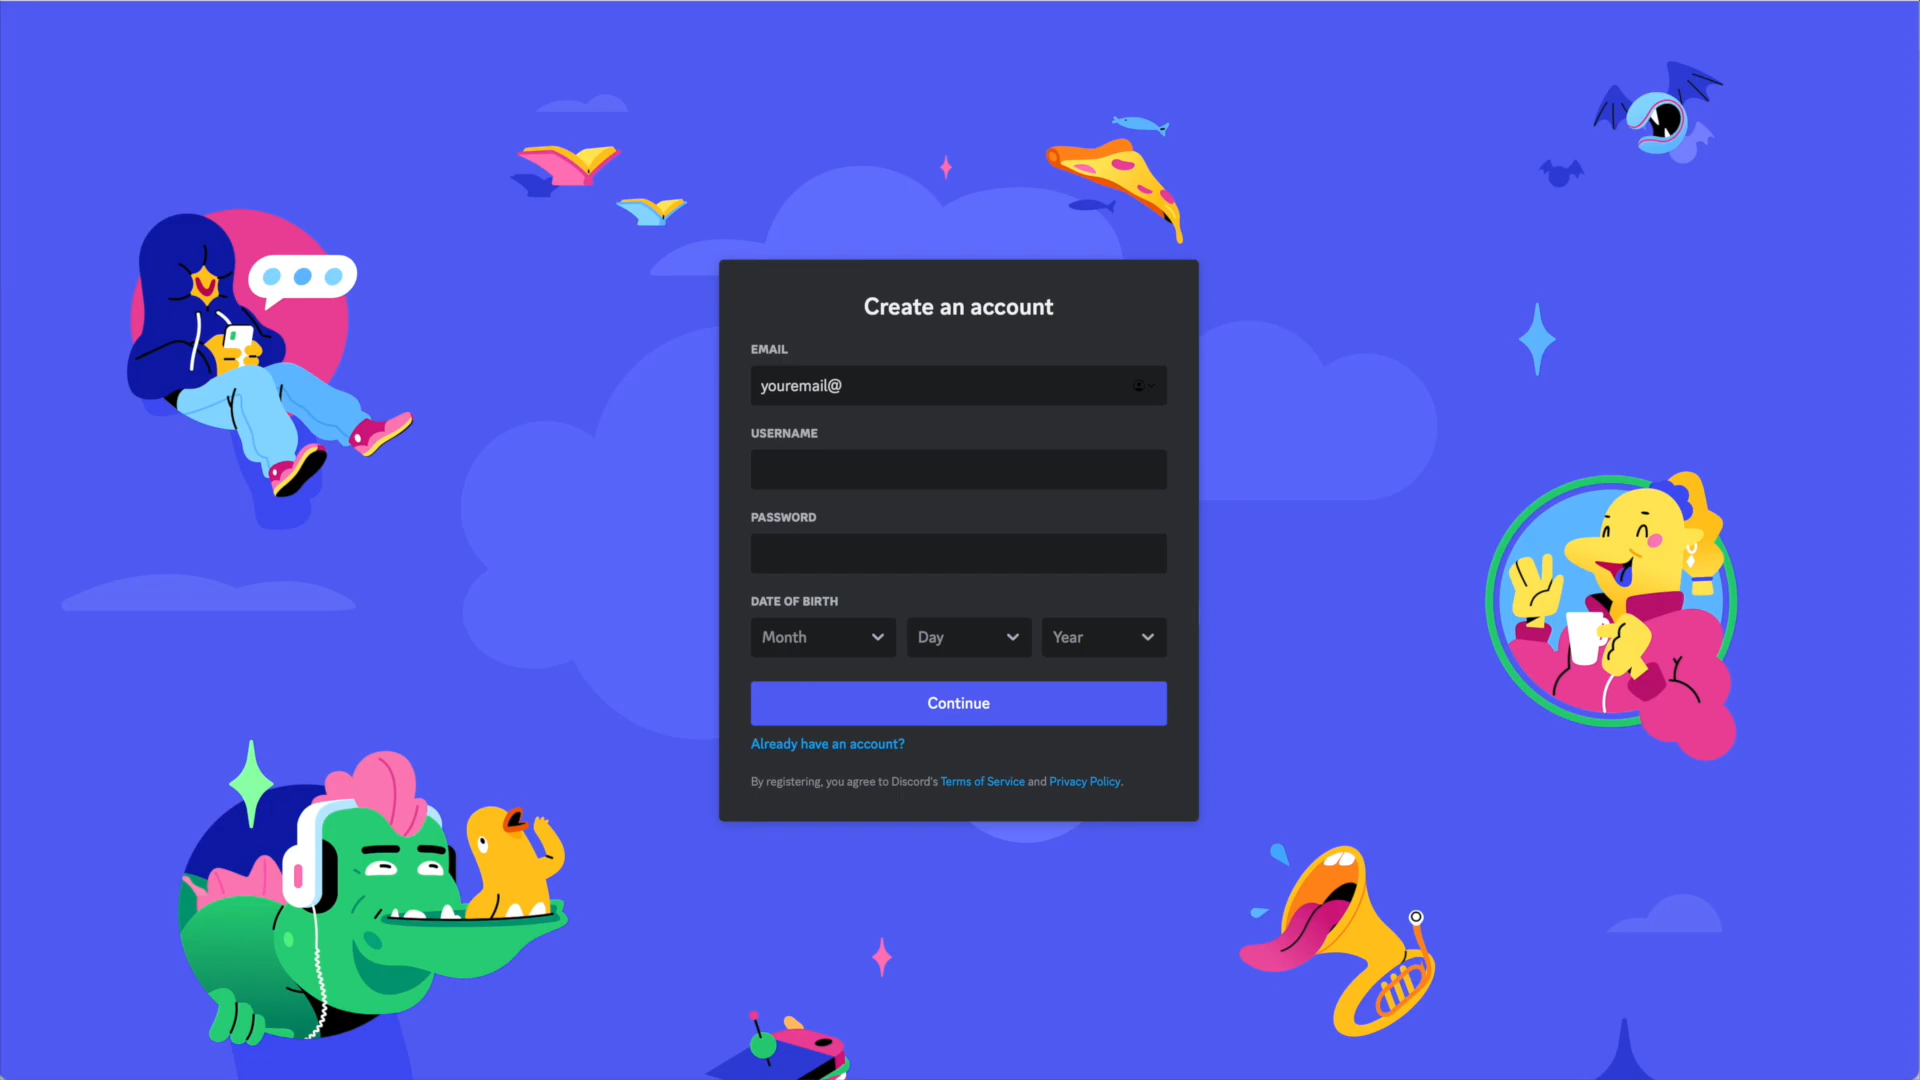 Create an account
EMAIL
youremail@
USERNAME
PASSWORD
DATE OF BIRTH
Month Day Year
Continue
Already have an account?
By registering, you agree to Discord's Terms of Service and Privacy Policy.